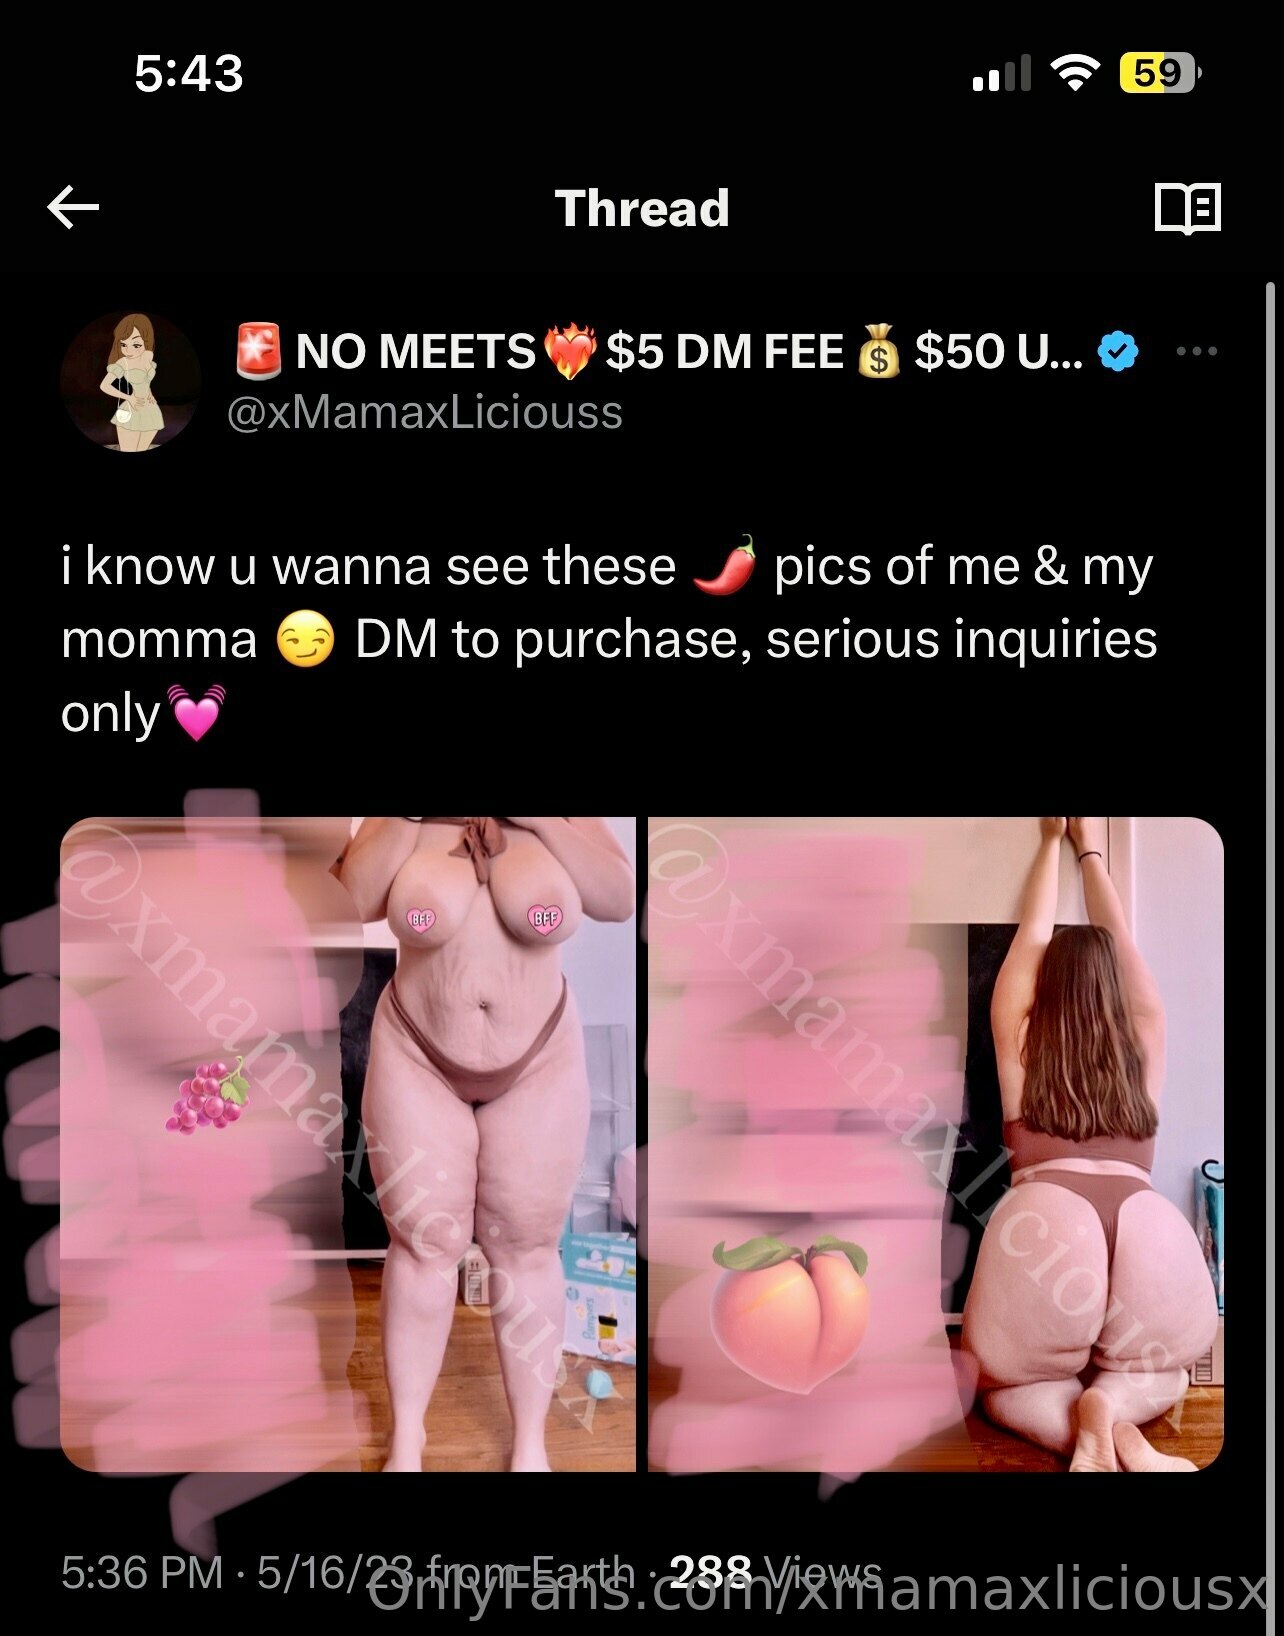 5:43
59
Thread
🚨 NO MEETS❤️‍🔥 $5 DM FEE 💰 $50 U...
@xMamaxLiciouss
i know u wanna see these 🌶️ pics of me & my
momma 😏 DM to purchase, serious inquiries
only💓
@xmamaxliciousx
@xmamaxliciousx
BFF
BFF
Pampers
5:36 PM · 5/16/23 from Earth · 288 Views
OnlyFans.com/xmamaxliciousx